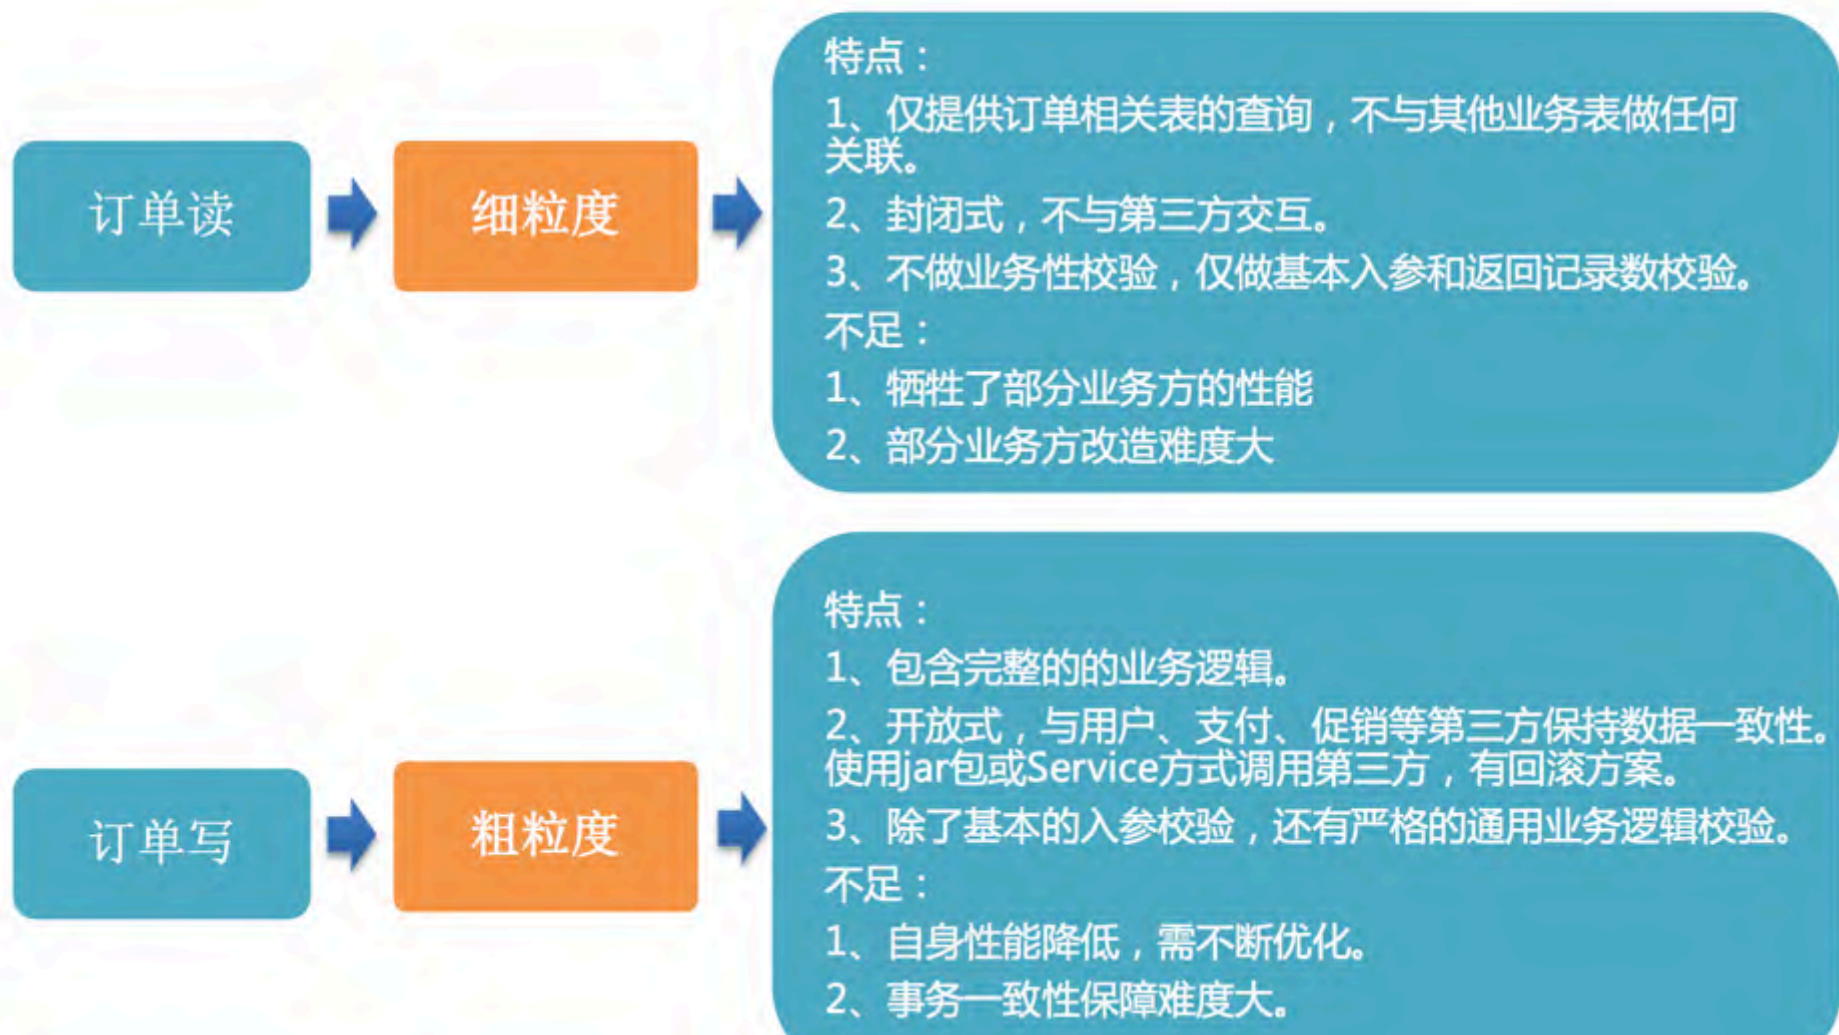 订单读
细粒度
特点：
1、仅提供订单相关表的查询，不与其他业务表做任何
关联。
2、封闭式，不与第三方交互。
3、不做业务性校验，仅做基本入参和返回记录数校验。
不足：
1、牺牲了部分业务方的性能
2、部分业务方改造难度大
订单写
粗粒度
特点：
1、包含完整的的业务逻辑。
2、开放式，与用户、支付、促销等第三方保持数据一致性。
使用jar包或Service方式调用第三方，有回滚方案。
3、除了基本的入参校验，还有严格的通用业务逻辑校验。
不足：
1、自身性能降低，需不断优化。
2、事务一致性保障难度大。